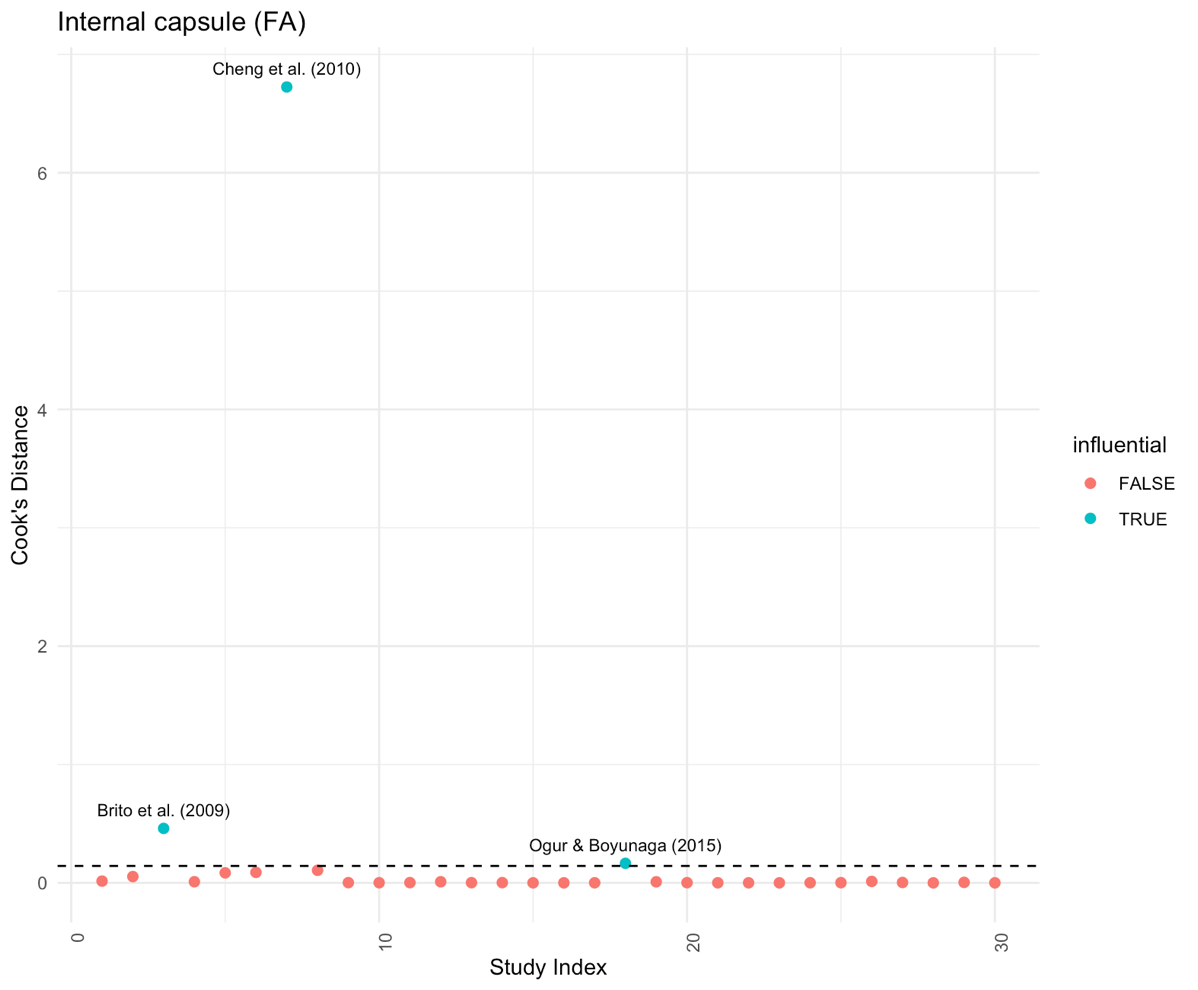 Internal capsule (FA)
Cheng et al. (2010)
6
4
Cook's Distance
influential
FALSE
TRUE
2
Brito et al. (2009)
Ogur & Boyunaga (2015)
0
0
10
20
30
Study Index